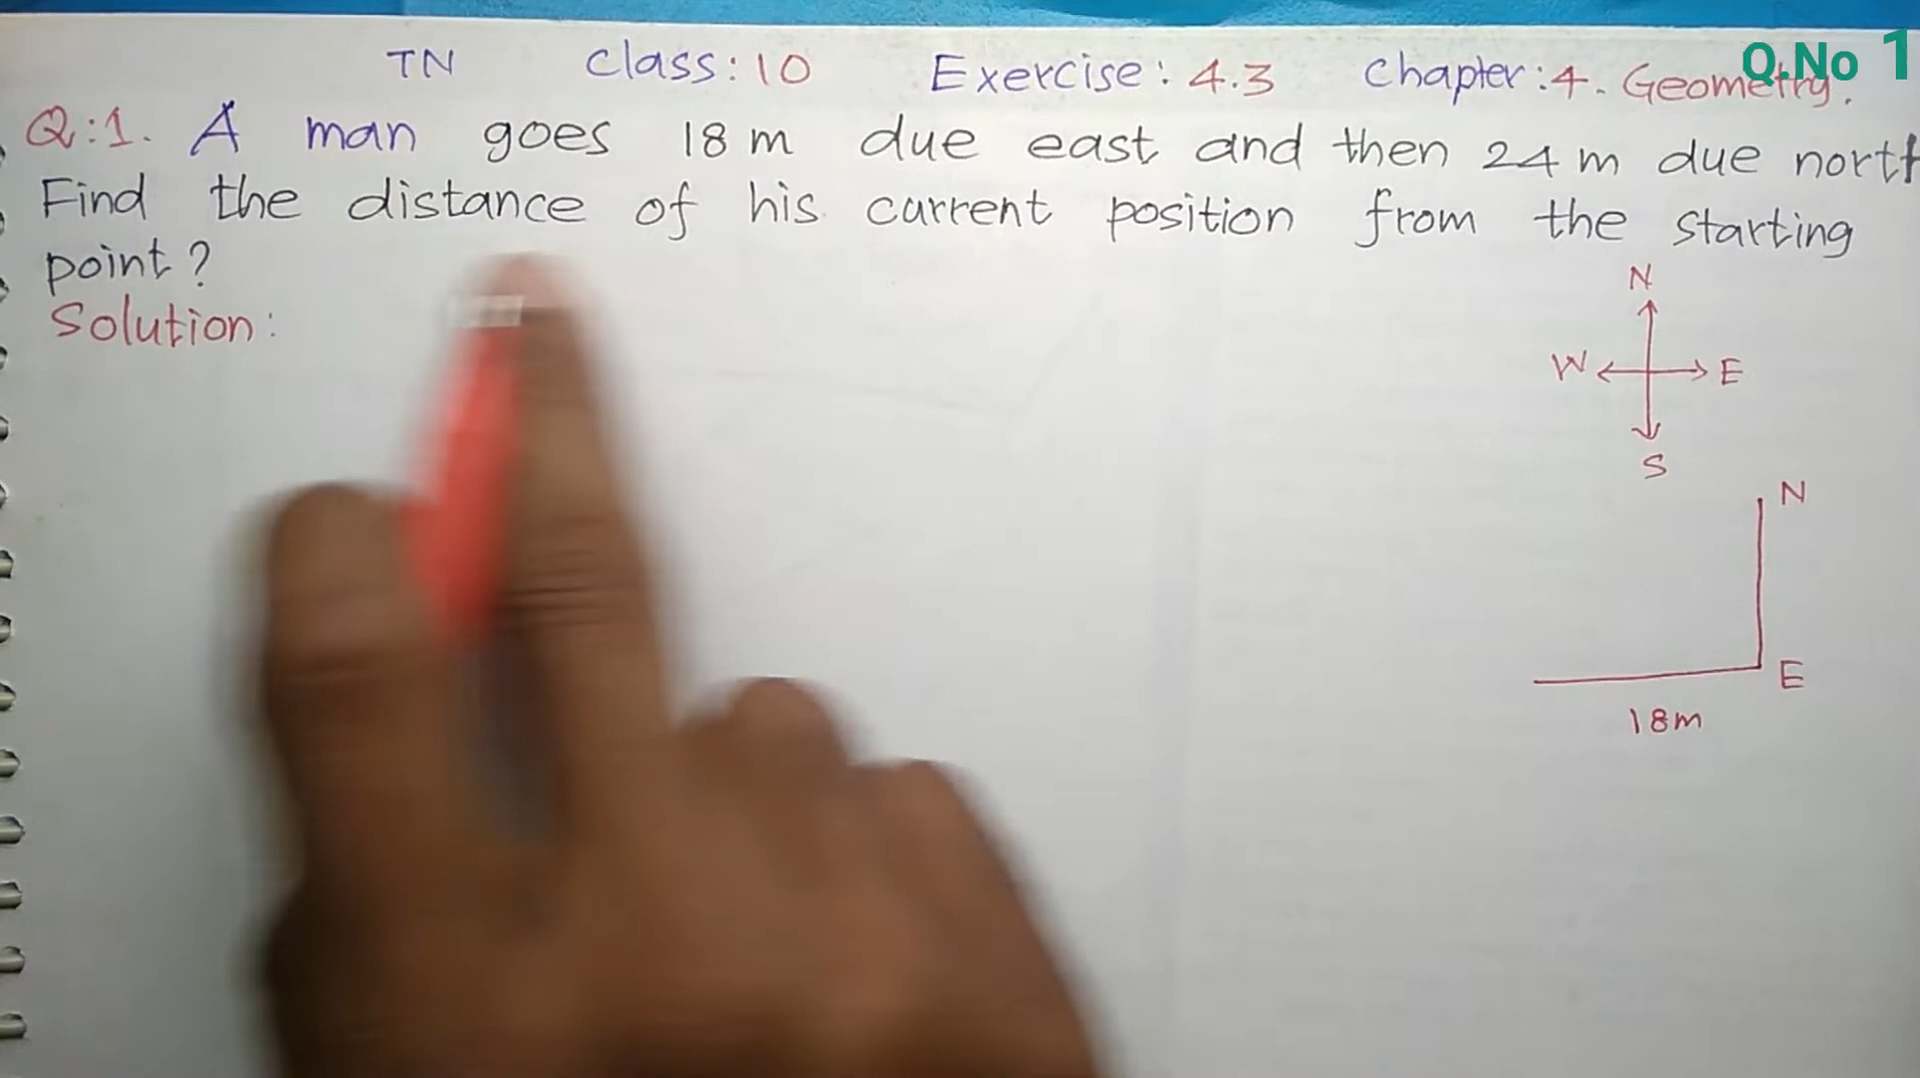 TN Class: 10 Exercise: 4.3 Chapter: 4. Geometry.
Q.No 1
Q:1. A man goes 18 m due east and then 24 m due north
Find the distance of his current position from the starting
point?
Solution:
N
W E
S
N
E
18m